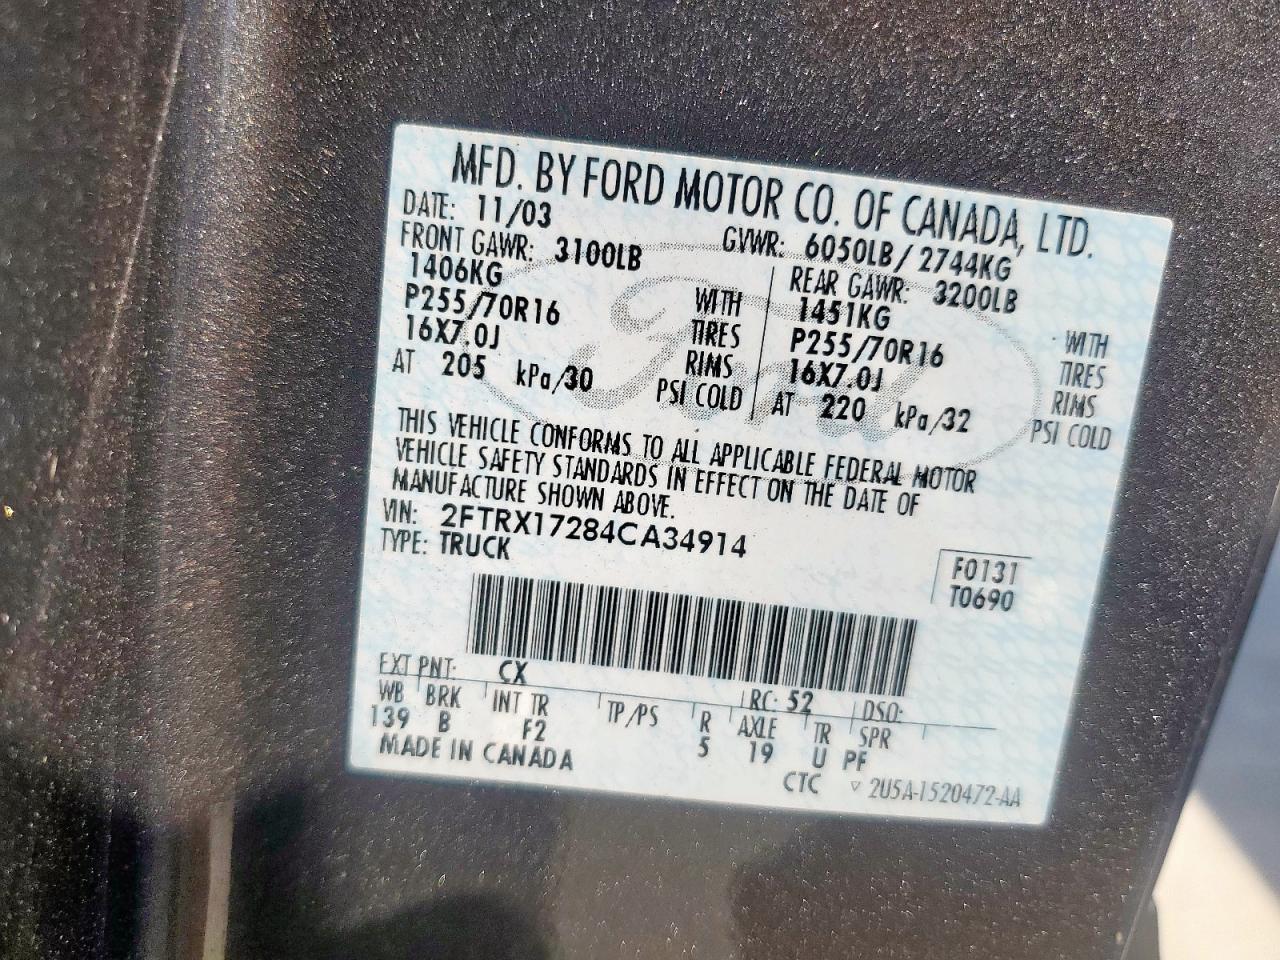 MFD. BY FORD MOTOR CO. OF CANADA, LTD.
DATE: 11/03 GVWR: 6050LB / 2744KG
FRONT GAWR: 3100LB REAR GAWR: 3200LB
1406KG WITH 1451KG WITH
P255/70R16 TIRES P255/70R16 TIRES
16X7.0J RIMS 16X7.0J RIMS
AT 205 kPa/30 PSI COLD AT 220 kPa/32 PSI COLD
THIS VEHICLE CONFORMS TO ALL APPLICABLE FEDERAL MOTOR
VEHICLE SAFETY STANDARDS IN EFFECT ON THE DATE OF
MANUFACTURE SHOWN ABOVE.
VIN: 2FTRX17284CA34914
TYPE: TRUCK
F0131
T0690
EXT PNT: CX RC: 52 DSO:
WB BRK INT TR TP/PS R AXLE TR SPR
139 B F2 5 19 U PF
MADE IN CANADA
CTC ▽ 2U5A-1520472-AA
Ford